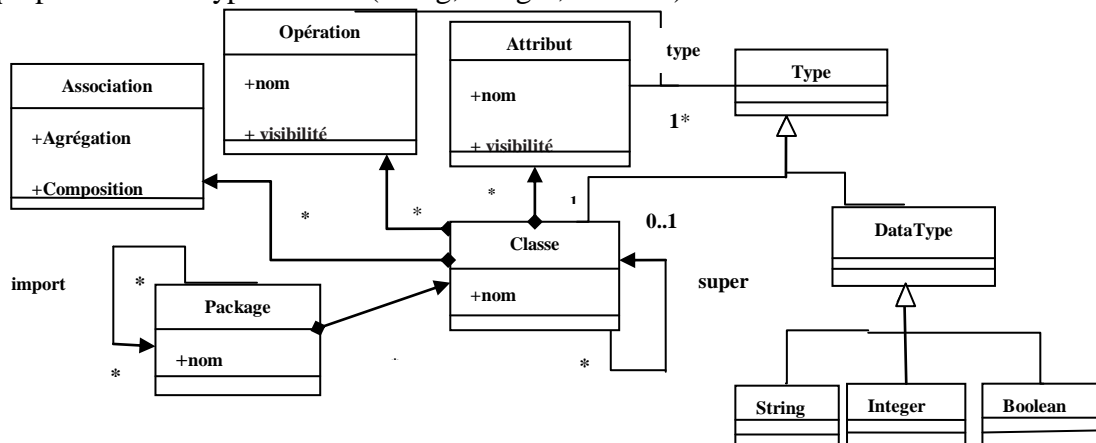 Opération
+nom
+ visibilité
Attribut
+nom
+ visibilité
type
Type
1*
Association
+Agrégation
+Composition
*
*
*
1
0..1
Classe
+nom
super
*
DataType
import
*
*
Package
+nom
String
Integer
Boolean